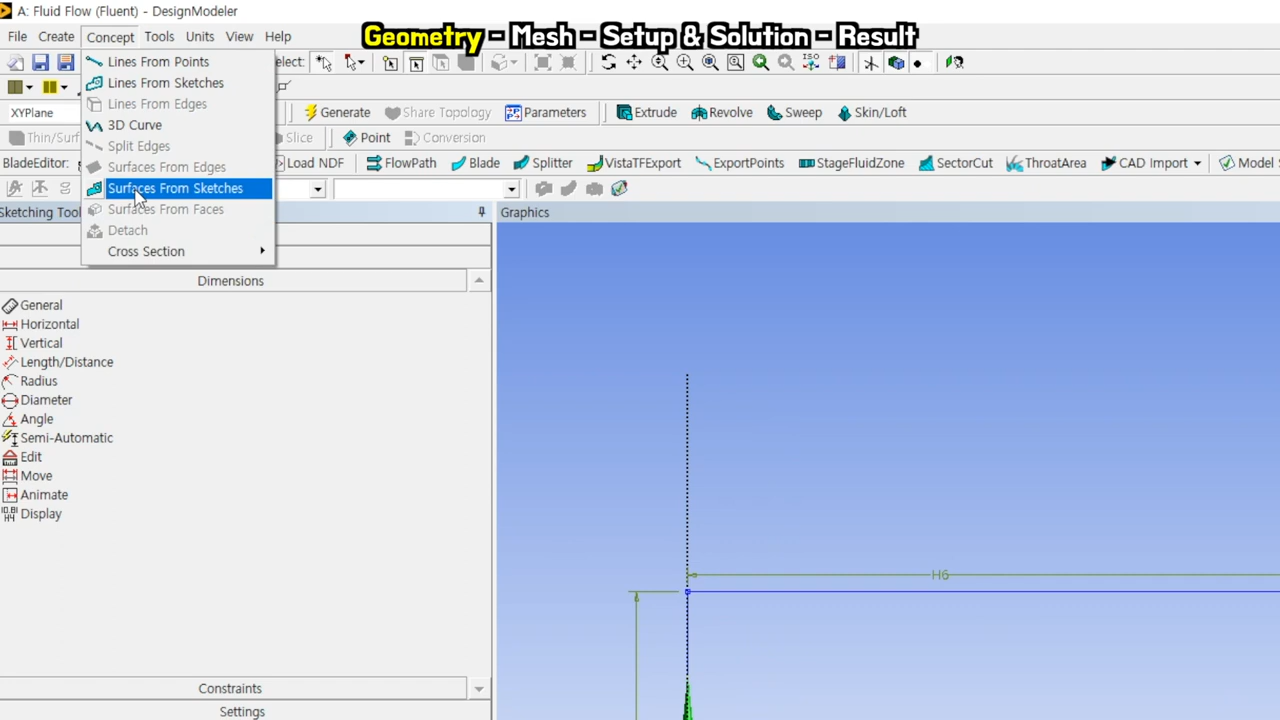 A: Fluid Flow (Fluent) - DesignModeler
File Create Concept Tools Units View Help
Geometry - Mesh - Setup & Solution - Result
Lines From Points
Lines From Sketches
Lines From Edges
3D Curve
Split Edges
Surfaces From Edges
Surfaces From Sketches
Surfaces From Faces
Detach
Cross Section
elect:
XYPlane
Generate Share Topology Parameters Extrude Revolve Sweep Skin/Loft
Thin/Surf Slice Point Conversion
BladeEditor: Load NDF FlowPath Blade Splitter VistaTFExport ExportPoints StageFluidZone SectorCut ThroatArea CAD Import Model
Sketching Tool
Graphics
Dimensions
General
Horizontal
Vertical
Length/Distance
Radius
Diameter
Angle
Semi-Automatic
Edit
Move
Animate
Display
H6
Constraints
Settings